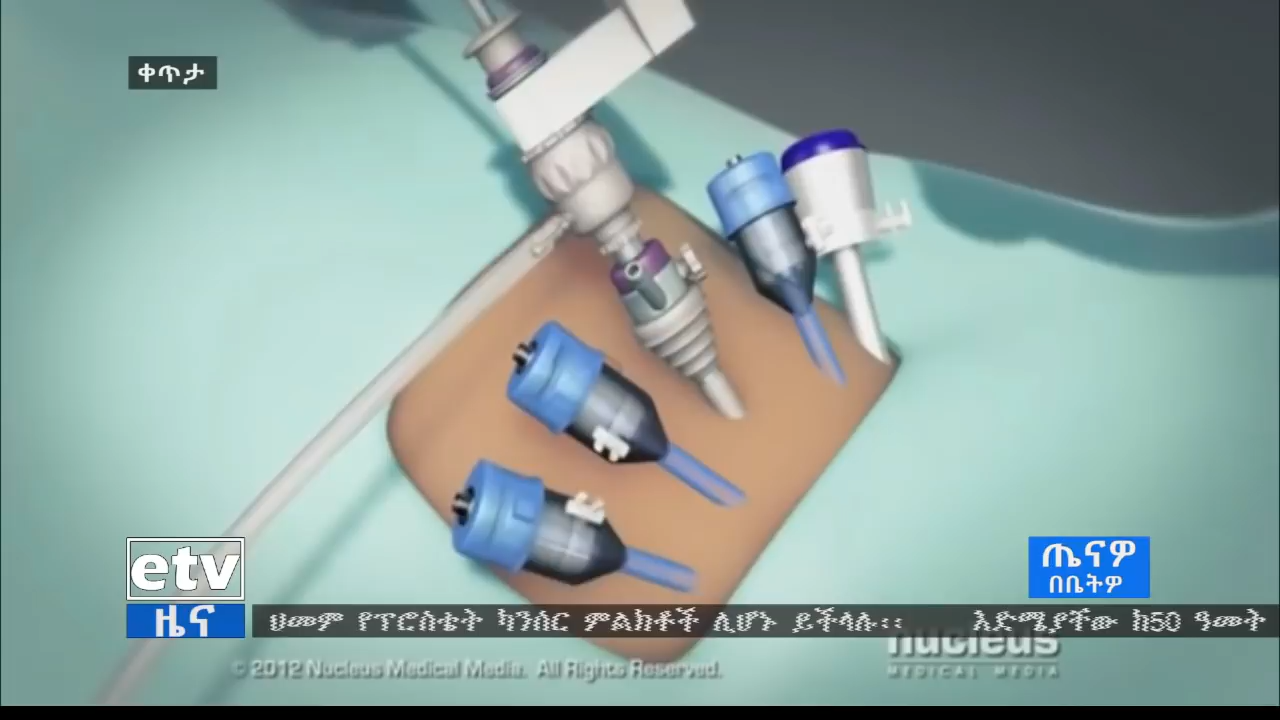 ቀጥታ
etv
ዜና
ጤናዎ
በቤትዎ
ህመም የፕሮስቴት ካንሰር ምልክቶች ሊሆኑ ይችላሉ፡፡ እድሜያቸው ከ50 ዓመት
nucleus
MEDICAL MEDIA
© 2012 Nucleus Medical Media. All Rights Reserved.